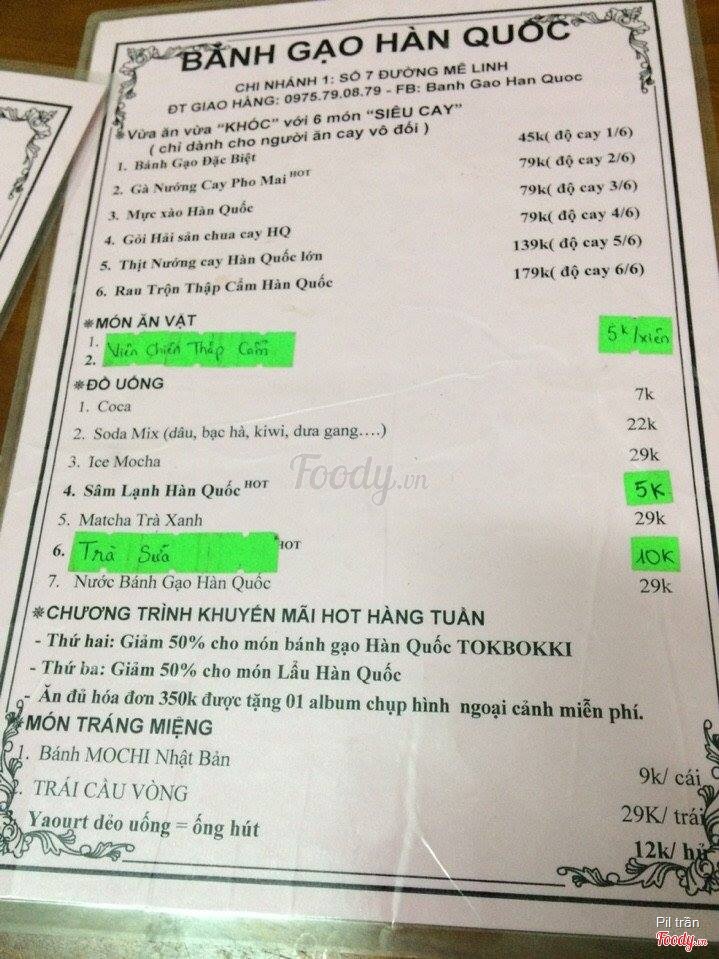 BÁNH GẠO HÀN QUỐC
CHI NHÁNH 1: SỐ 7 ĐƯỜNG MÊ LINH
ĐT GIAO HÀNG: 0975.79.08.79 - FB: Banh Gao Han Quoc
*Vừa ăn vừa "KHÓC" với 6 món "SIÊU CAY"
( chỉ dành cho người ăn cay vô đối )
1. Bánh Gạo Đặc Biệt 45k( độ cay 1/6)
2. Gà Nướng Cay Pho Mai HOT 79k( độ cay 2/6)
3. Mực xào Hàn Quốc 79k( độ cay 3/6)
4. Gỏi Hải sản chua cay HQ 79k( độ cay 4/6)
5. Thịt Nướng cay Hàn Quốc lớn 139k( độ cay 5/6)
6. Rau Trộn Thập Cẩm Hàn Quốc 179k( độ cay 6/6)
*MÓN ĂN VẶT
1.
2. Viên Chiên Thập Cẩm 5k/xiên
*ĐỒ UỐNG
1. Coca 7k
2. Soda Mix (dâu, bạc hà, kiwi, dưa gang....) 22k
3. Ice Mocha 29k
4. Sâm Lạnh Hàn Quốc HOT 5K
5. Matcha Trà Xanh 29k
6. Trà Sữa HOT 10K
7. Nước Bánh Gạo Hàn Quốc 29k
*CHƯƠNG TRÌNH KHUYẾN MÃI HOT HÀNG TUẦN
- Thứ hai: Giảm 50% cho món bánh gạo Hàn Quốc TOKBOKKI
- Thứ ba: Giảm 50% cho món Lẩu Hàn Quốc
- Ăn đủ hóa đơn 350k được tặng 01 album chụp hình ngoại cảnh miễn phí.
*MÓN TRÁNG MIỆNG
1. Bánh MOCHI Nhật Bản 9k/ cái
. TRÁI CẦU VÒNG 29K/ trái
Yaourt dẻo uống = ống hút 12k/ hủ
Foody.vn
Pil trần
Foody.vn